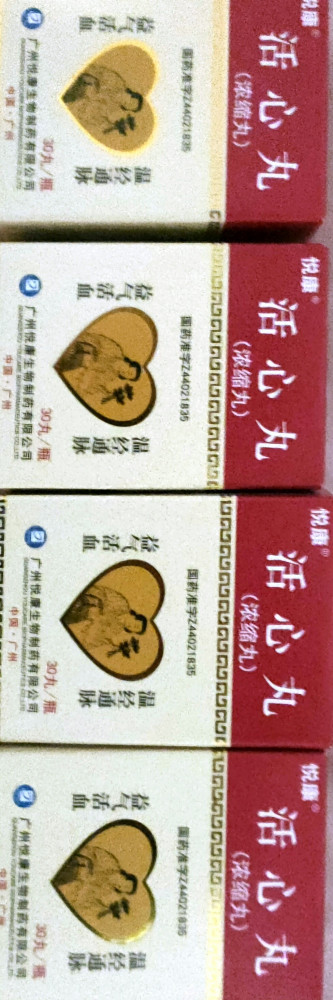 悦康
活心丸
(浓缩丸)
国药准字Z44021835
益气活血
温经通脉
30丸/瓶
广州悦康生物制药有限公司
中国·广州
悦康®
活心丸
(浓缩丸)
国药准字Z44021835
益气活血
温经通脉
30丸/瓶
广州悦康生物制药有限公司
中国·广州
悦康®
活心丸
(浓缩丸)
国药准字Z44021835
益气活血
温经通脉
30丸/瓶
广州悦康生物制药有限公司
中国·广州
悦康®
活心丸
(浓缩丸)
国药准字Z44021835
益气活血
温经通脉
30丸/瓶
广州悦康生物制药有限公司
中国·广